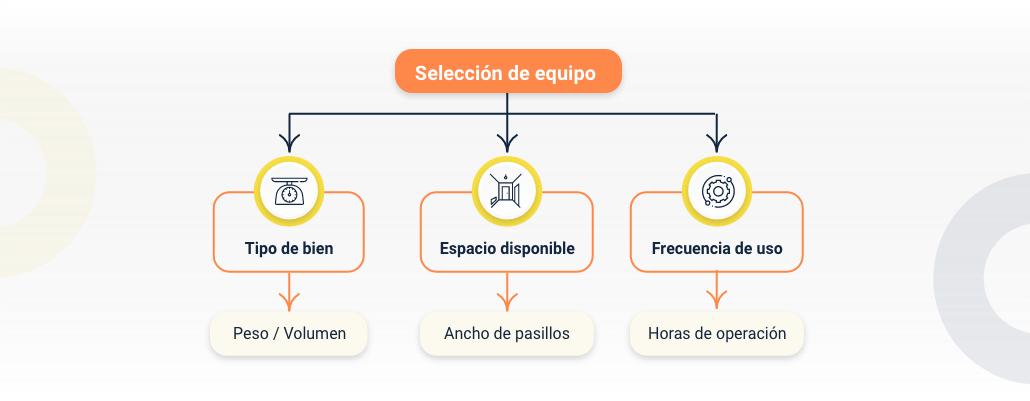 Selección de equipo
Tipo de bien
Espacio disponible
Frecuencia de uso
Peso / Volumen
Ancho de pasillos
Horas de operación